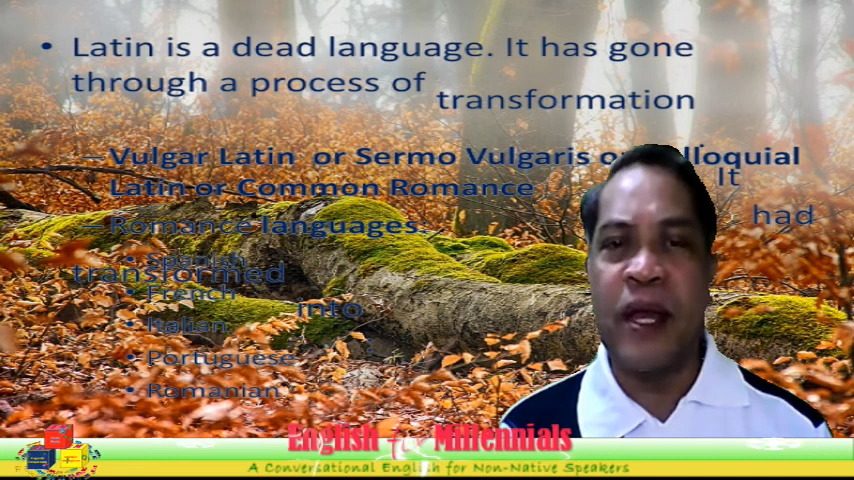 • Latin is a dead language. It has gone
through a process of transformation
– Vulgar Latin or Sermo Vulgaris or Colloquial
Latin or Common Romance
It
had
– Romance languages:
• Spanish
transformed
• French
into
:
• Italian
• Portuguese
• Romanian
English for Millennials
A Conversational English for Non-Native Speakers